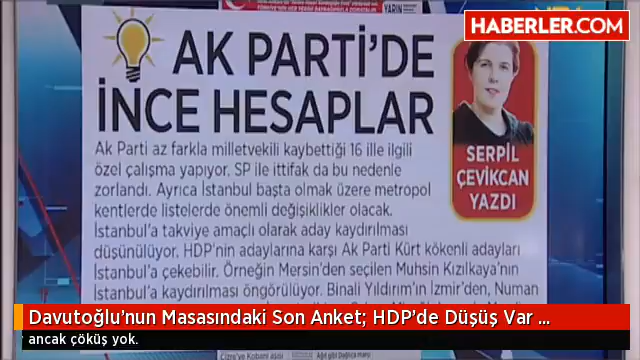 HABERLER.COM
YARIN
AK PARTİ'DE
İNCE HESAPLAR
Ak Parti az farkla milletvekili kaybettiği 16 ille ilgili
özel çalışma yapıyor. SP ile ittifak da bu nedenle
zorlandı. Ayrıca İstanbul başta olmak üzere metropol
kentlerde listelerde önemli değişiklikler olacak.
İstanbul'a takviye amaçlı olarak aday kaydırılması
düşünülüyor. HDP'nin adaylarına karşı Ak Parti Kürt kökenli adayları
İstanbul'a çekebilir. Örneğin Mersin'den seçilen Muhsin Kızılkaya'nın
İstanbul'a kaydırılması öngörülüyor. Binali Yıldırım'ın İzmir'den, Numan
SERPİL
ÇEVİKCAN
YAZDI
Davutoğlu'nun Masasındaki Son Anket; HDP'de Düşüş Var ...
ancak çöküş yok.